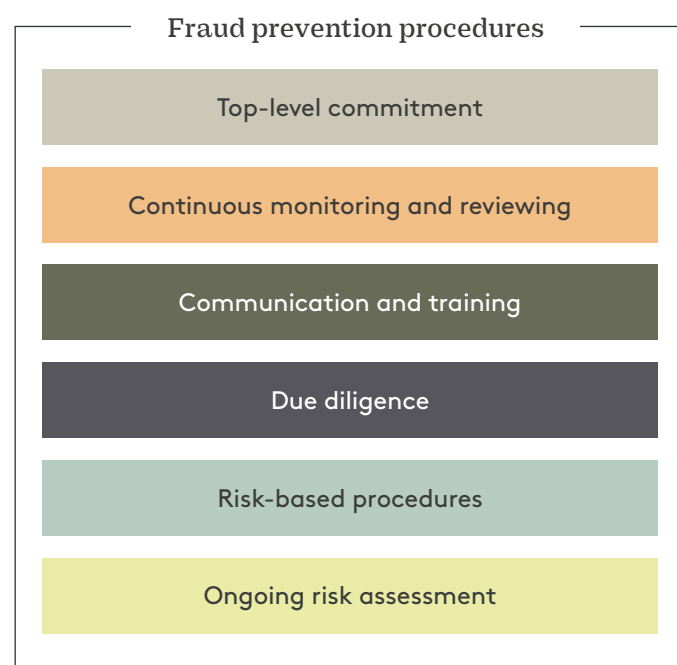 Fraud prevention procedures
Top-level commitment
Continuous monitoring and reviewing
Communication and training
Due diligence
Risk-based procedures
Ongoing risk assessment